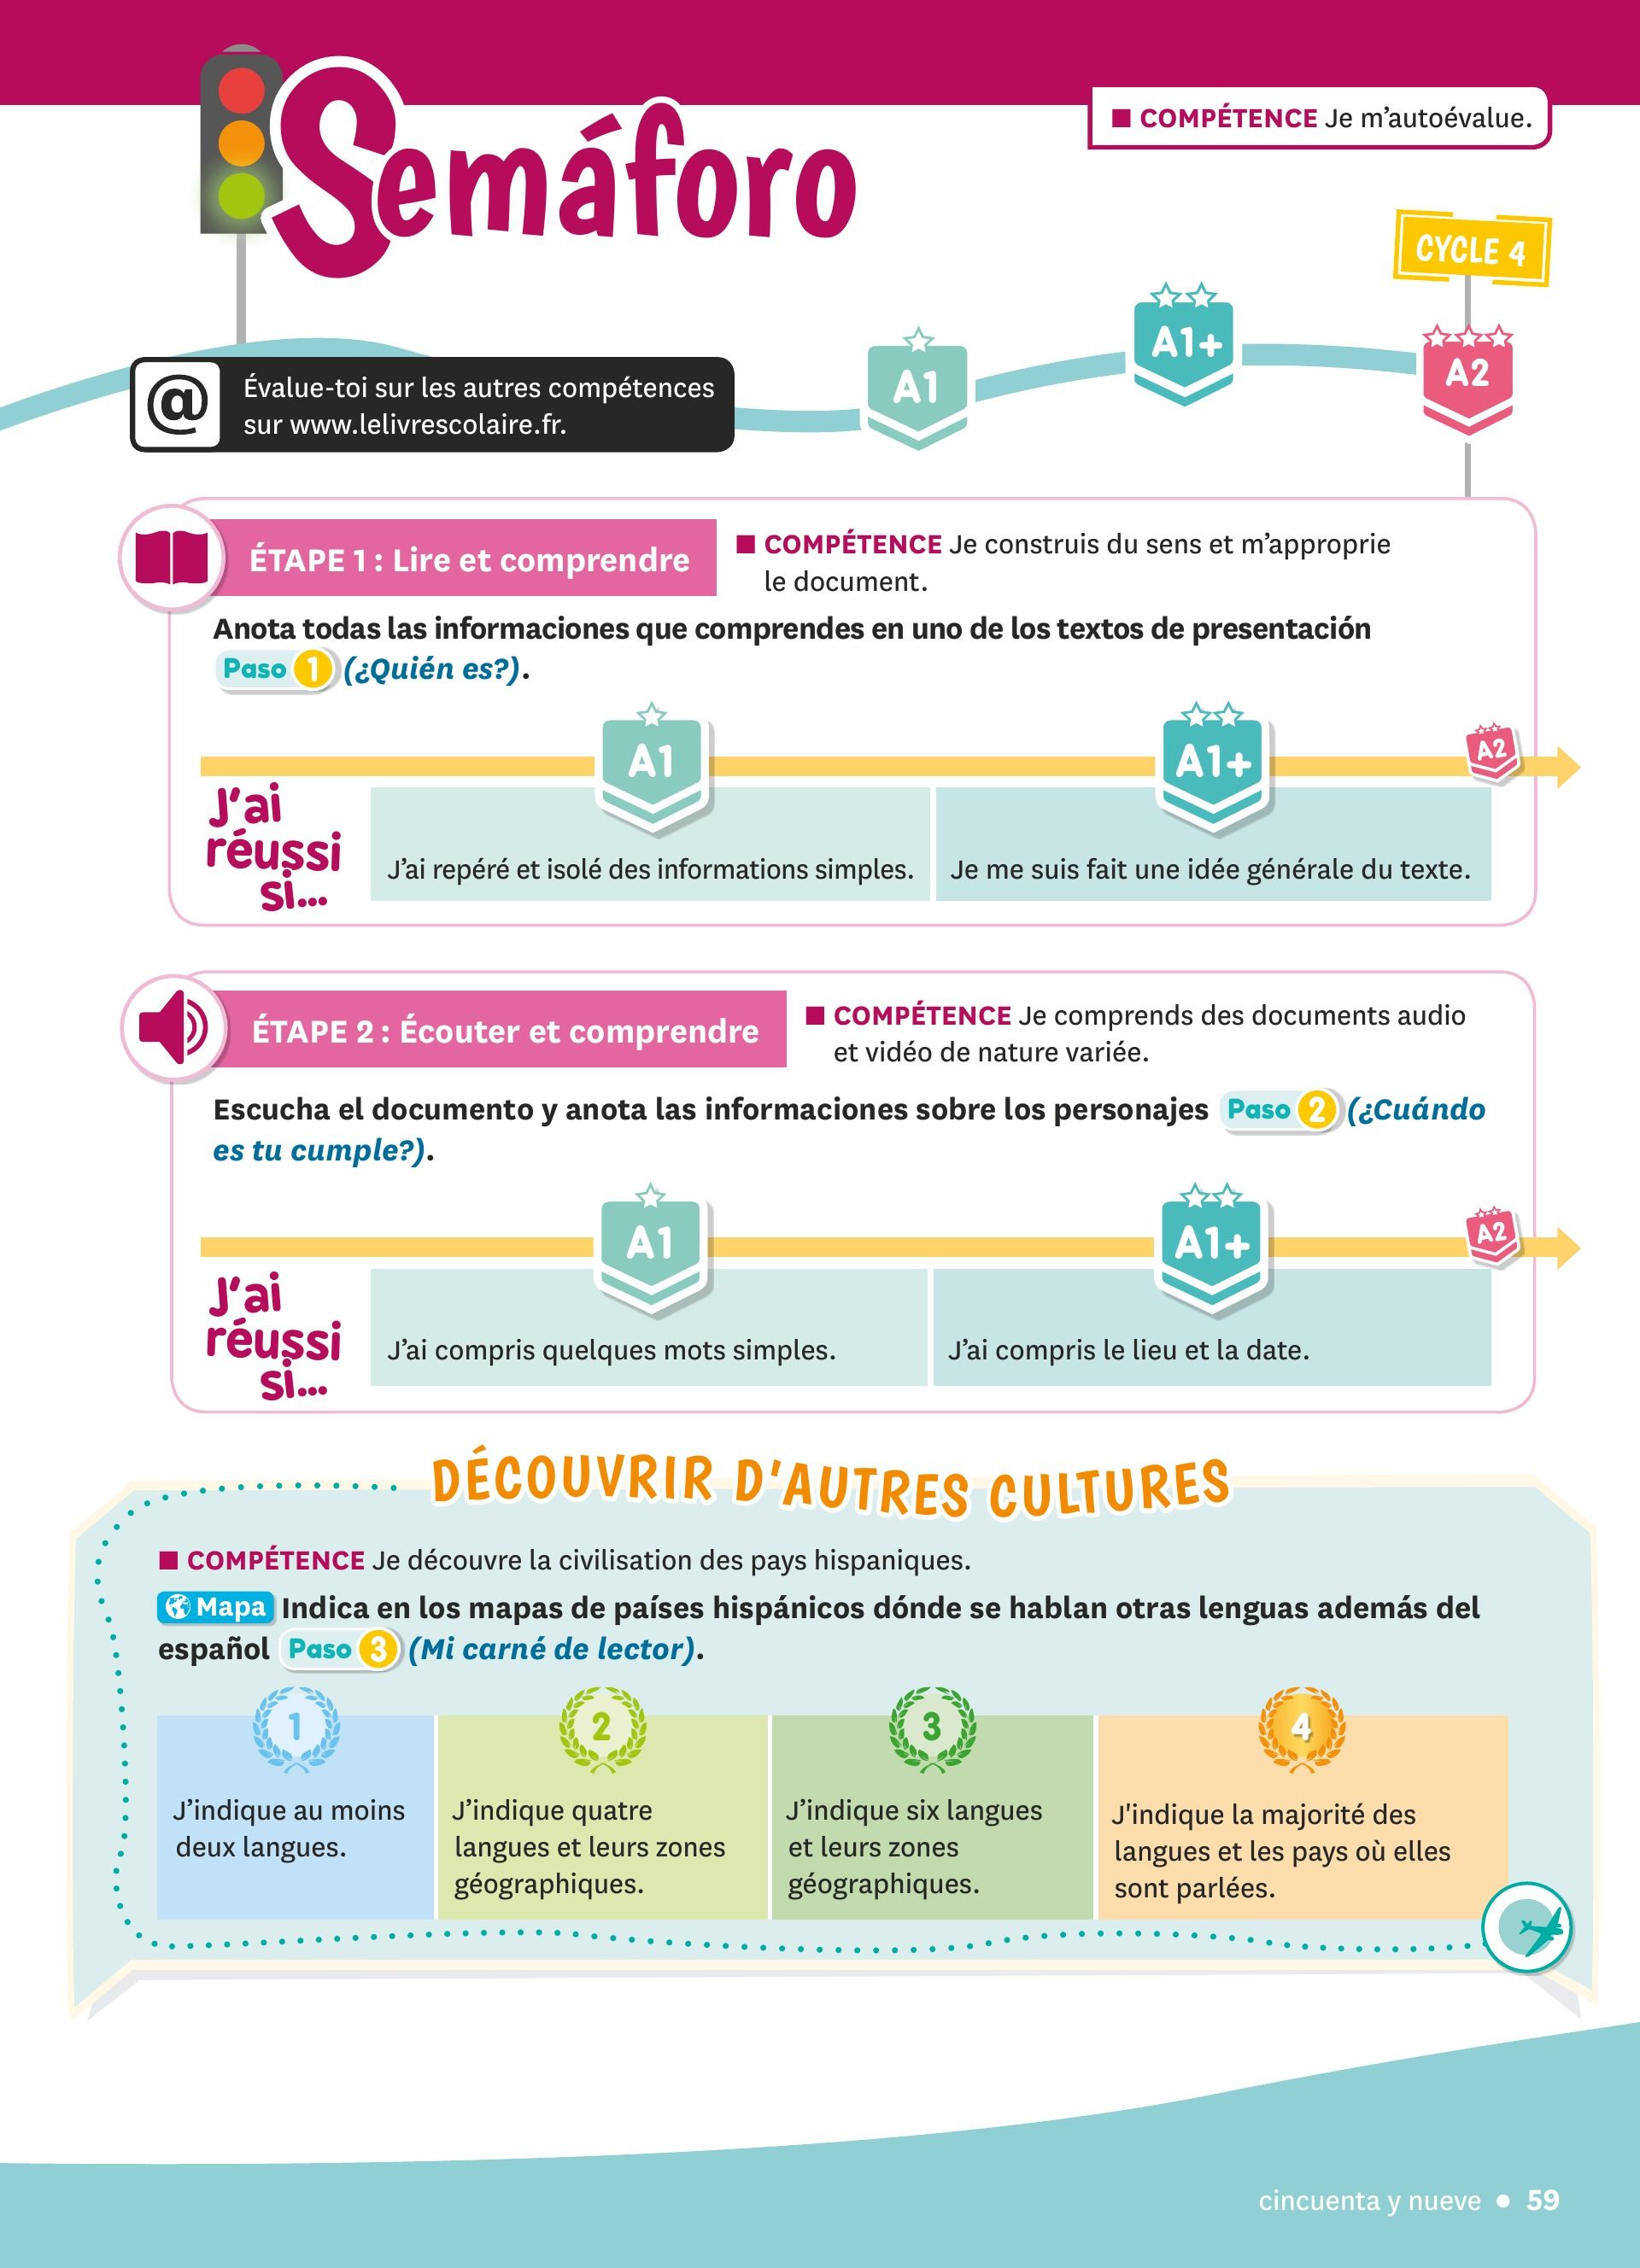 Semáforo
■ COMPÉTENCE Je m'autoévalue.
CYCLE 4
@
Évalue-toi sur les autres compétences
sur www.lelivrescolaire.fr.
A1
A1+
A2
ÉTAPE 1 : Lire et comprendre
■ COMPÉTENCE Je construis du sens et m'approprie
le document.
Anota todas las informaciones que comprendes en uno de los textos de presentación
Paso 1 (¿Quién es?).
A1
A1+
A2
J'ai
réussi
si...
J'ai repéré et isolé des informations simples.
Je me suis fait une idée générale du texte.
ÉTAPE 2 : Écouter et comprendre
■ COMPÉTENCE Je comprends des documents audio
et vidéo de nature variée.
Escucha el documento y anota las informaciones sobre los personajes Paso 2 (¿Cuándo
es tu cumple?).
A1
A1+
A2
J'ai
réussi
si...
J'ai compris quelques mots simples.
J'ai compris le lieu et la date.
DÉCOUVRIR D'AUTRES CULTURES
■ COMPÉTENCE Je découvre la civilisation des pays hispaniques.
Mapa Indica en los mapas de países hispánicos dónde se hablan otras lenguas además del
español Paso 3 (Mi carné de lector).
1
J'indique au moins
deux langues.
2
J'indique quatre
langues et leurs zones
géographiques.
3
J'indique six langues
et leurs zones
géographiques.
4
J'indique la majorité des
langues et les pays où elles
sont parlées.
cincuenta y nueve • 59